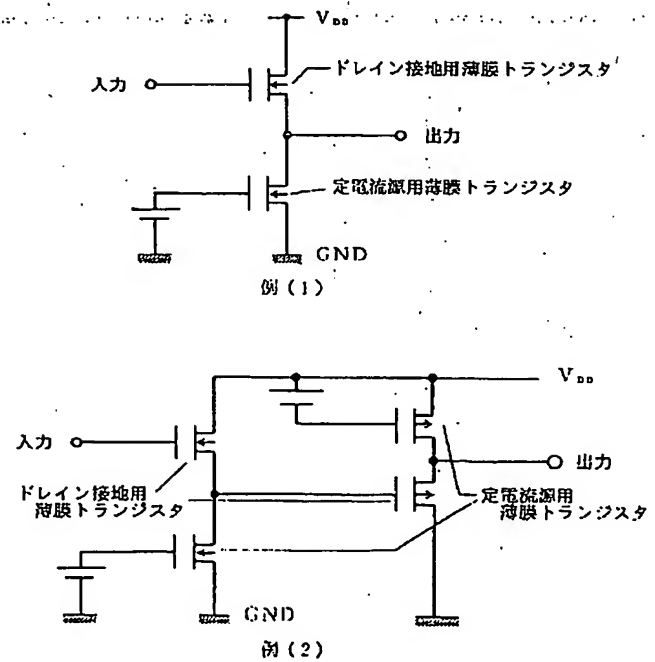 V_DD
ドレイン接地用薄膜トランジスタ
入力
出力
定電流源用薄膜トランジスタ
GND
例(1)
V_DD
入力
出力
ドレイン接地用
薄膜トランジスタ
定電流源用
薄膜トランジスタ
GND
例(2)